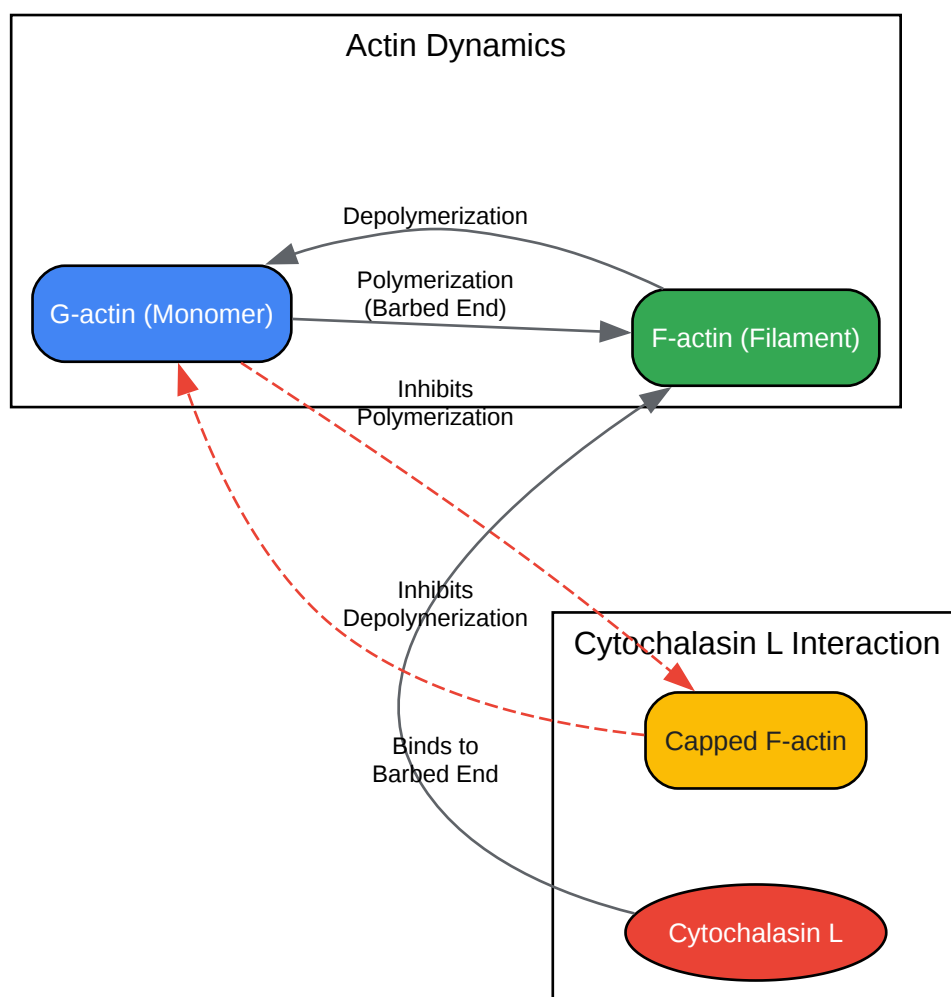 Actin Dynamics
Depolymerization
Polymerization
(Barbed End)
G-actin (Monomer)
F-actin (Filament)
Inhibits
Polymerization
Inhibits
Depolymerization
Cytochalasin L Interaction
Capped F-actin
Binds to
Barbed End
Cytochalasin L